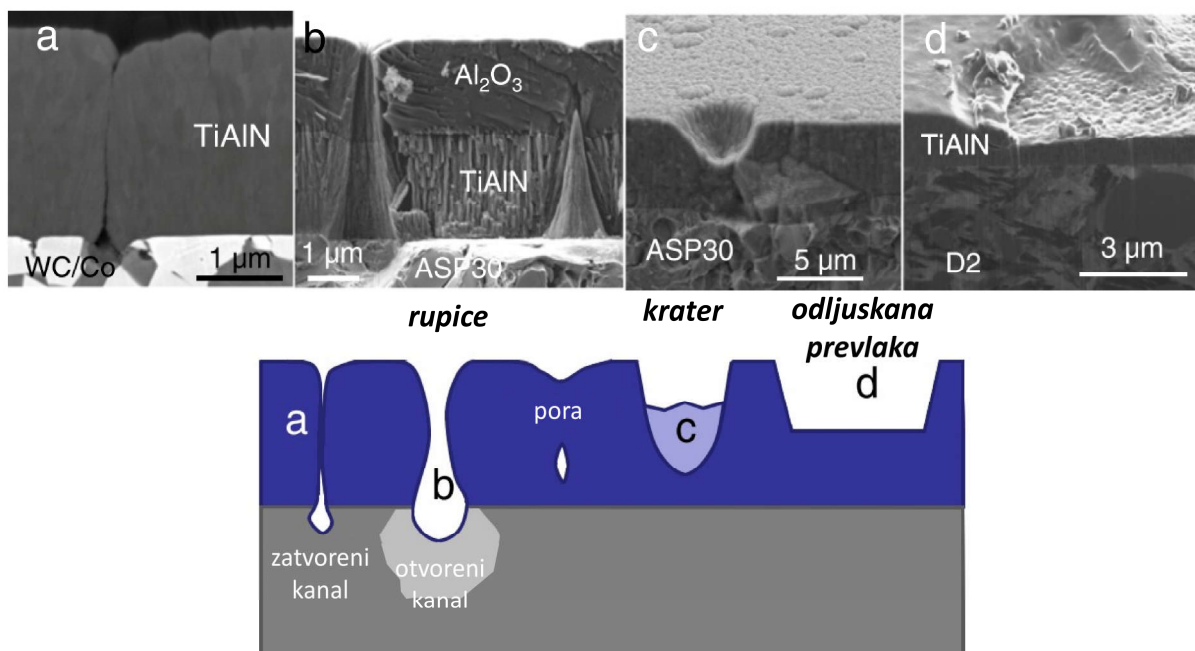 a
TiAlN
WC/Co
1 µm
b
Al₂O₃
TiAlN
1 µm
ASP30
c
ASP30
5 µm
d
TiAlN
D2
3 µm
rupice
krater
odljuskana
prevlaka
a
b
pora
c
d
zatvoreni
kanal
otvoreni
kanal